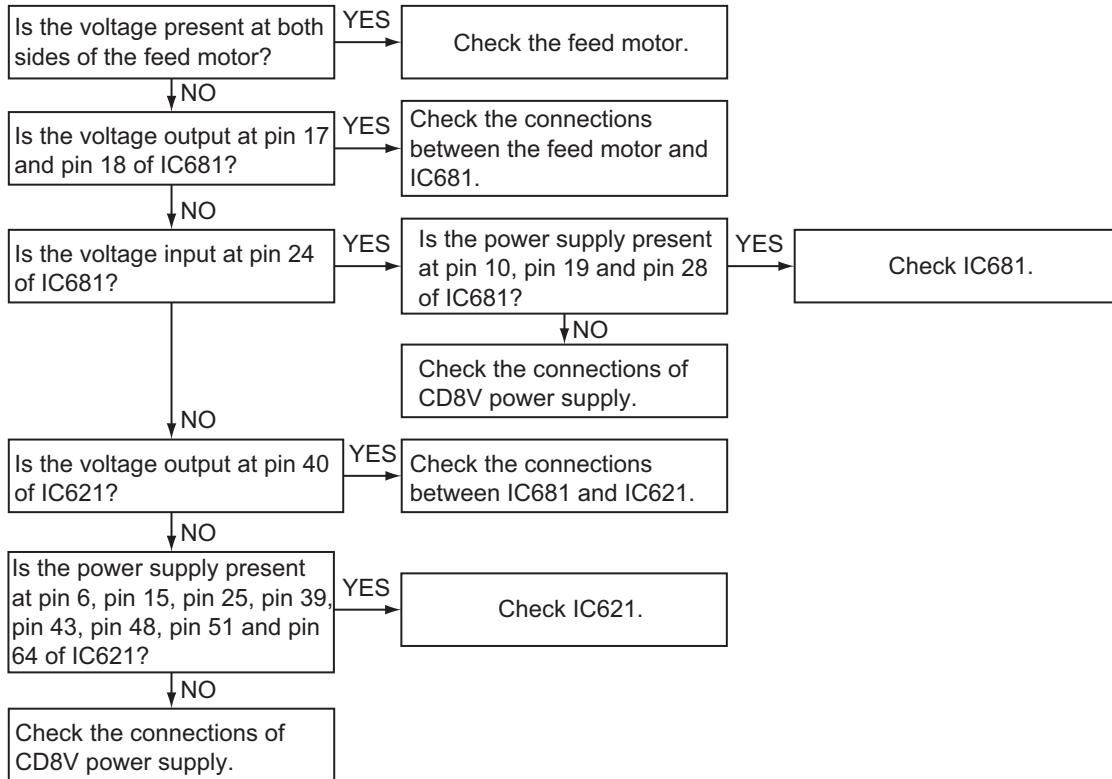 Is the voltage present at both
sides of the feed motor?
YES
Check the feed motor.
NO
Is the voltage output at pin 17
and pin 18 of IC681?
YES
Check the connections
between the feed motor and
IC681.
NO
Is the voltage input at pin 24
of IC681?
YES
Is the power supply present
at pin 10, pin 19 and pin 28
of IC681?
YES
Check IC681.
NO
Check the connections of
CD8V power supply.
NO
Is the voltage output at pin 40
of IC621?
YES
Check the connections
between IC681 and IC621.
NO
Is the power supply present
at pin 6, pin 15, pin 25, pin 39,
pin 43, pin 48, pin 51 and pin
64 of IC621?
YES
Check IC621.
NO
Check the connections of
CD8V power supply.